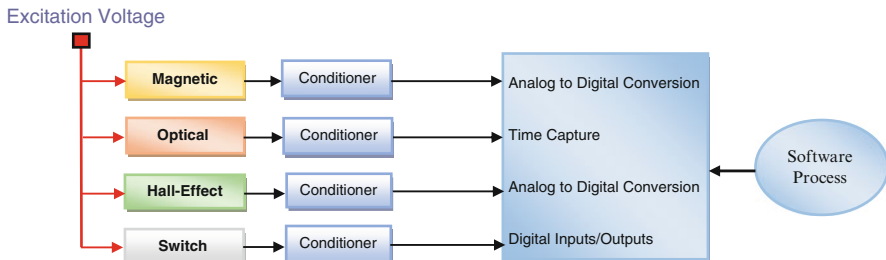 Excitation Voltage
Magnetic
Conditioner
Analog to Digital Conversion
Optical
Conditioner
Time Capture
Hall-Effect
Conditioner
Analog to Digital Conversion
Switch
Conditioner
Digital Inputs/Outputs
Software
Process